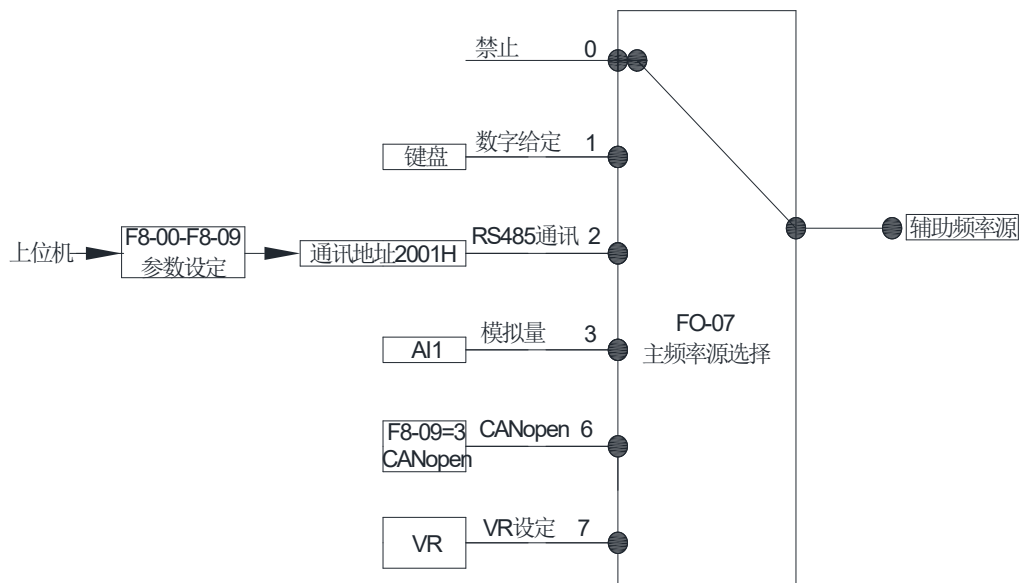 禁止 0
键盘 数字给定 1
上位机 F8-00-F8-09
参数设定 通讯地址2001H RS485通讯 2 辅助频率源
AI1 模拟量 3
FO-07
主频率源选择
F8-09=3
CANopen CANopen 6
VR VR设定 7